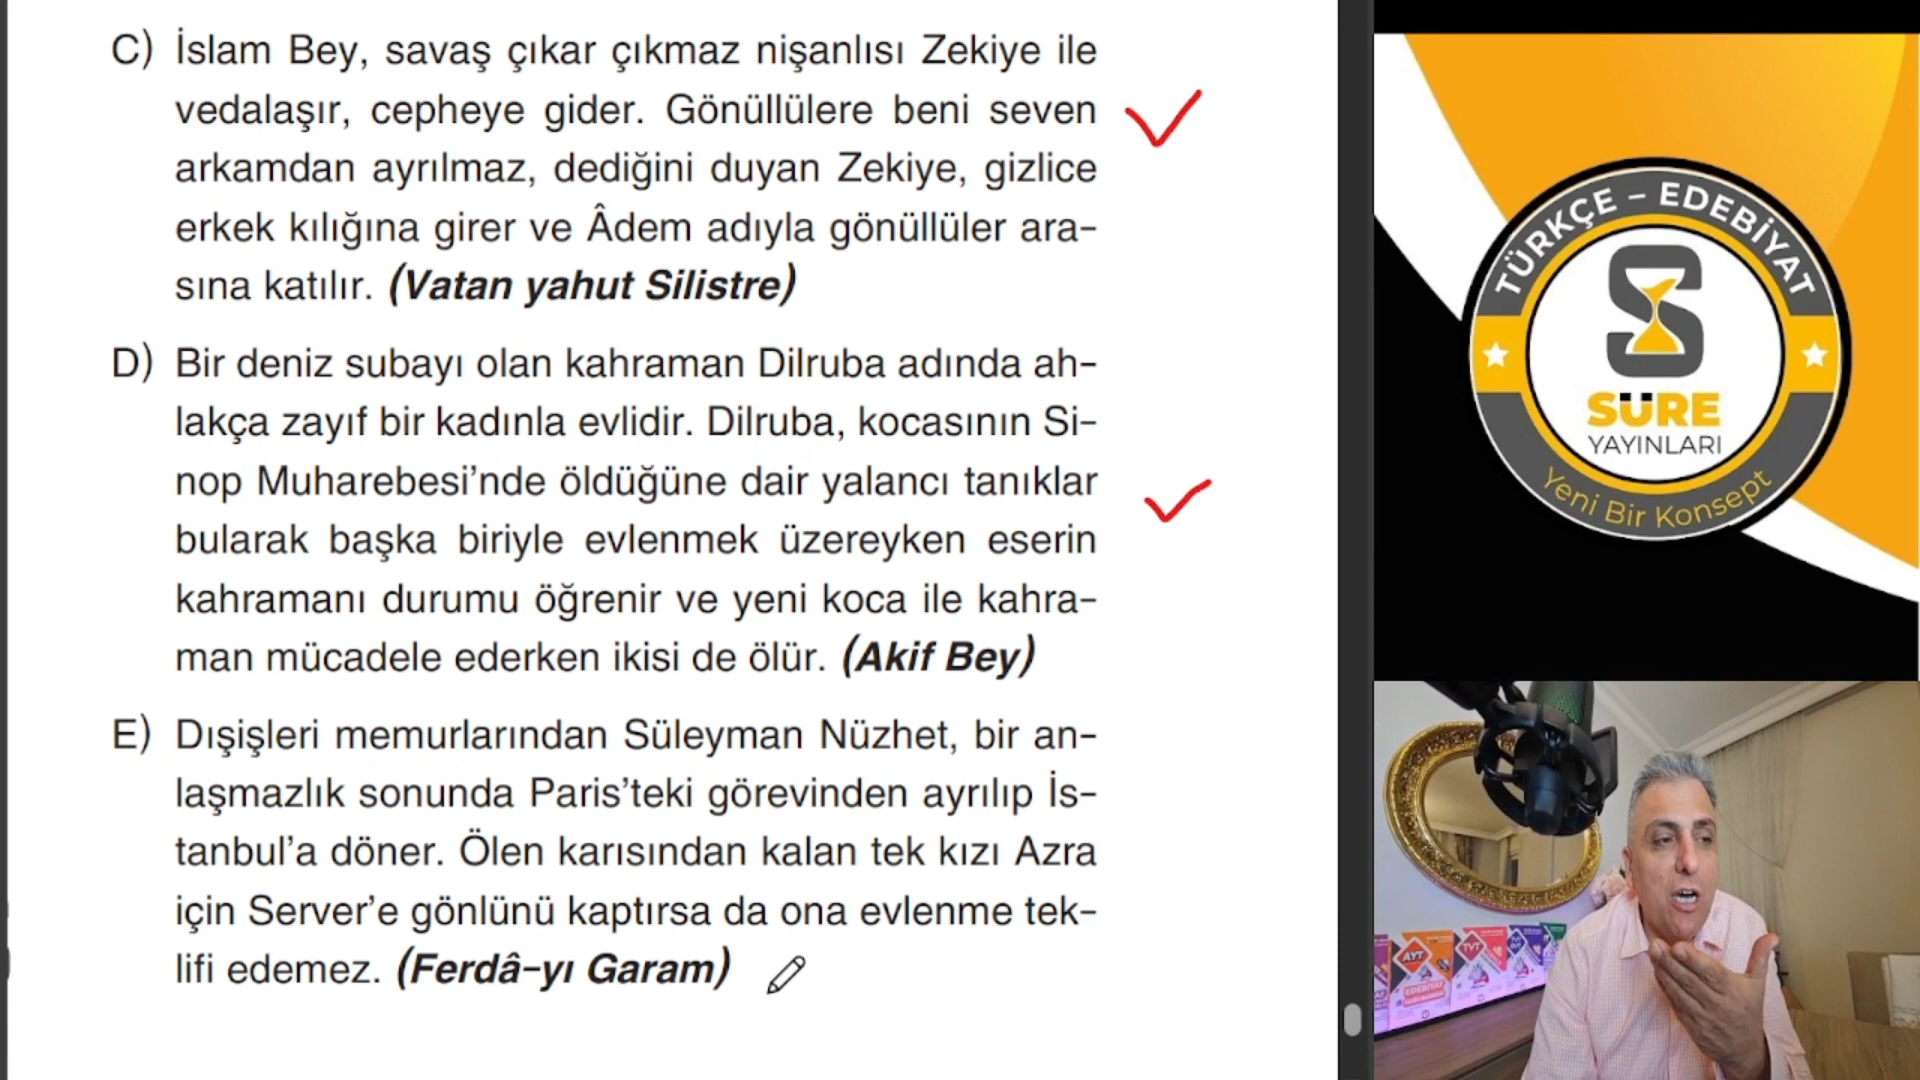 C) İslam Bey, savaş çıkar çıkmaz nişanlısı Zekiye ile
vedalaşır, cepheye gider. Gönüllülere beni seven
arkamdan ayrılmaz, dediğini duyan Zekiye, gizlice
erkek kılığına girer ve Âdem adıyla gönüllüler ara-
sına katılır. (Vatan yahut Silistre)
D) Bir deniz subayı olan kahraman Dilruba adında ah-
lakça zayıf bir kadınla evlidir. Dilruba, kocasının Si-
nop Muharebesi’nde öldüğüne dair yalancı tanıklar
bularak başka biriyle evlenmek üzereyken eserin
kahramanı durumu öğrenir ve yeni koca ile kahra-
man mücadele ederken ikisi de ölür. (Akif Bey)
E) Dışişleri memurlarından Süleyman Nüzhet, bir an-
laşmazlık sonunda Paris’teki görevinden ayrılıp İs-
tanbul’a döner. Ölen karısından kalan tek kızı Azra
için Server’e gönlünü kaptırsa da ona evlenme tek-
lifi edemez. (Ferdâ-yı Garam)
TÜRKÇE – EDEBİYAT
S
SÜRE
YAYINLARI
Yeni Bir Konsept
AYT
EDEBİYAT
TYT